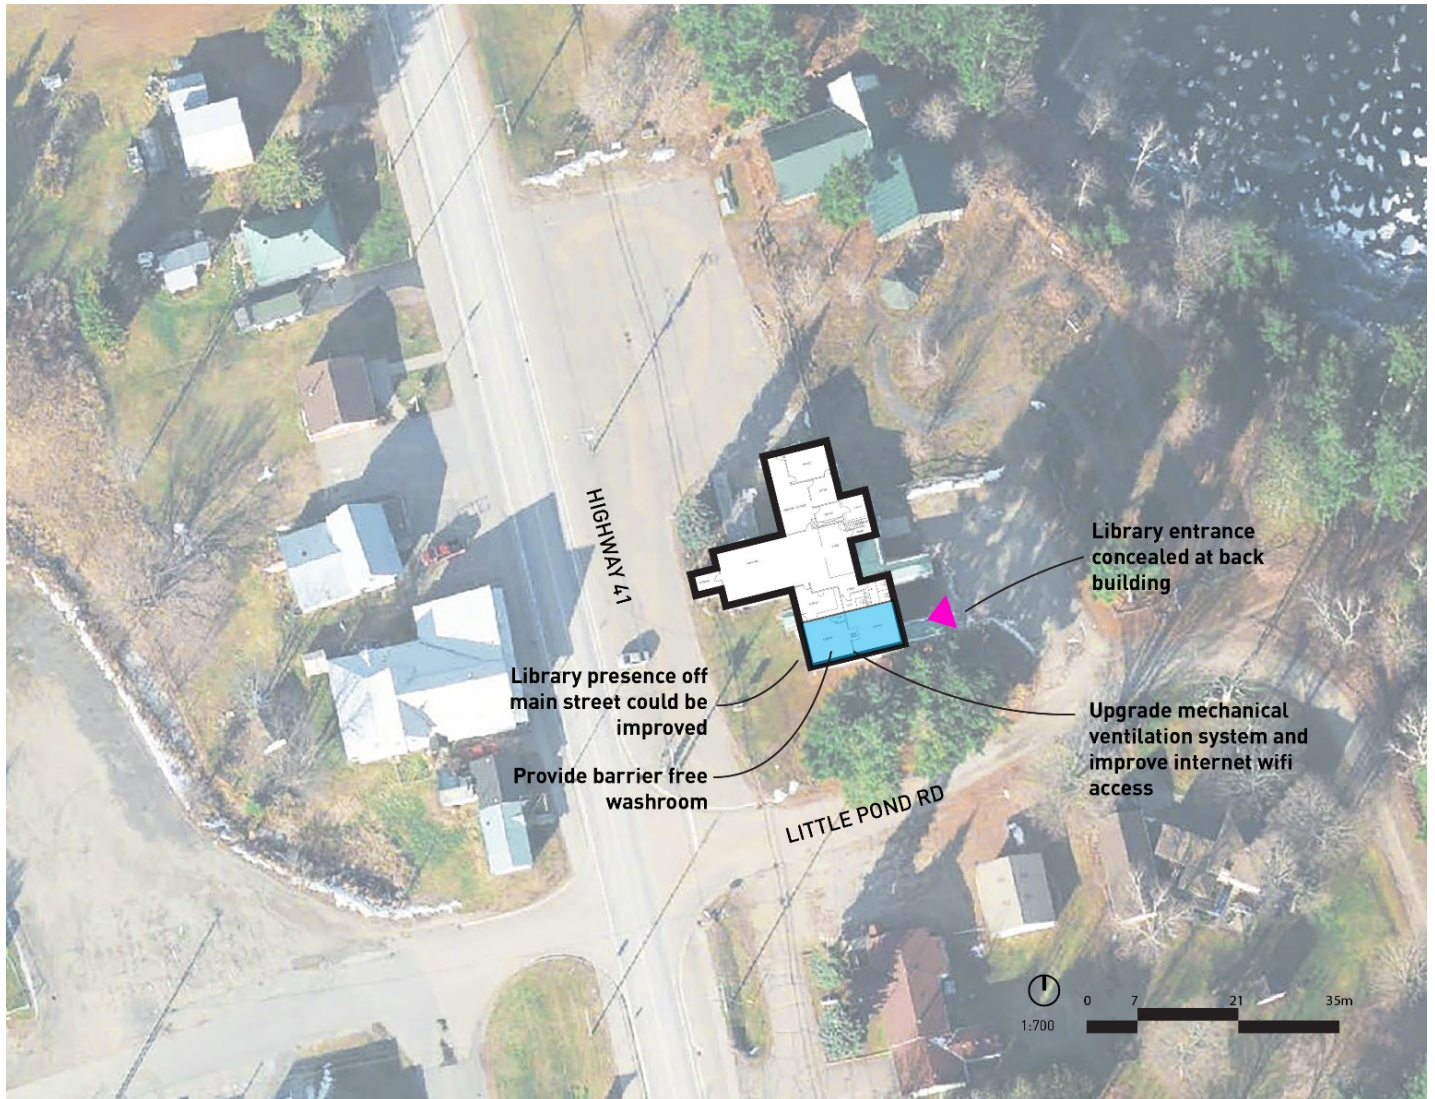 HIGHWAY 41
Library entrance
concealed at back
building
Library presence off
main street could be
improved
Upgrade mechanical
ventilation system and
improve internet wifi
access
Provide barrier free
washroom
LITTLE POND RD
0 7 21 35m
1:700